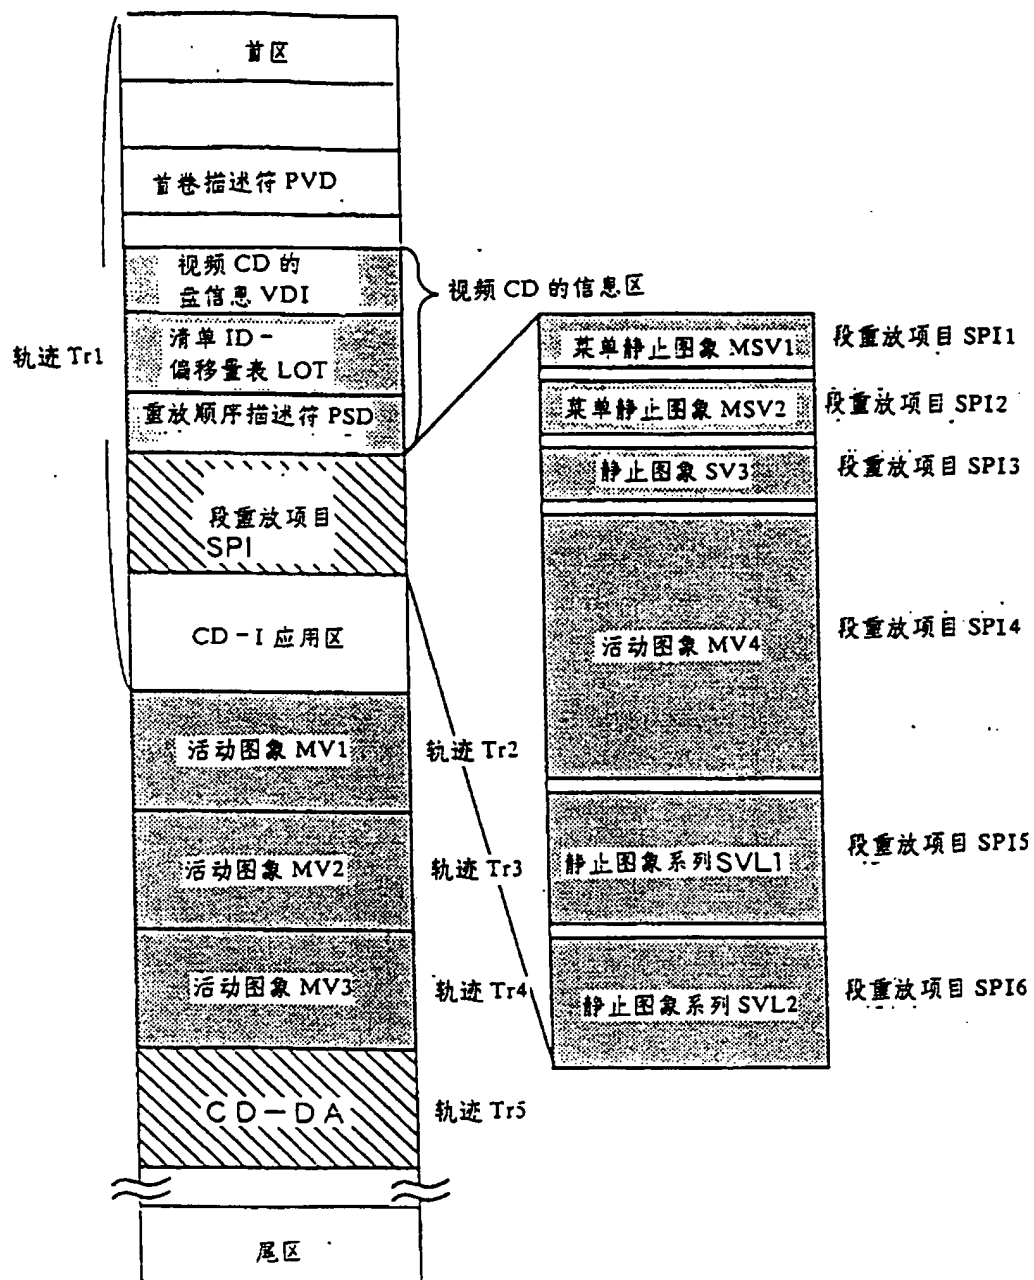 首区
首卷描述符 PVD
视频 CD 的
盘信息 VDI
视频 CD 的信息区
清单 ID-
偏移量表 LOT
轨迹 Tr1
重放顺序描述符 PSD
段重放项目
SPI
CD-I 应用区
活动图象 MV1
轨迹 Tr2
活动图象 MV2
轨迹 Tr3
活动图象 MV3
轨迹 Tr4
CD-DA
轨迹 Tr5
尾区
菜单静止图象 MSV1
段重放项目 SPI1
菜单静止图象 MSV2
段重放项目 SPI2
静止图象 SV3
段重放项目 SPI3
活动图象 MV4
段重放项目 SPI4
静止图象系列 SVL1
段重放项目 SPI5
静止图象系列 SVL2
段重放项目 SPI6